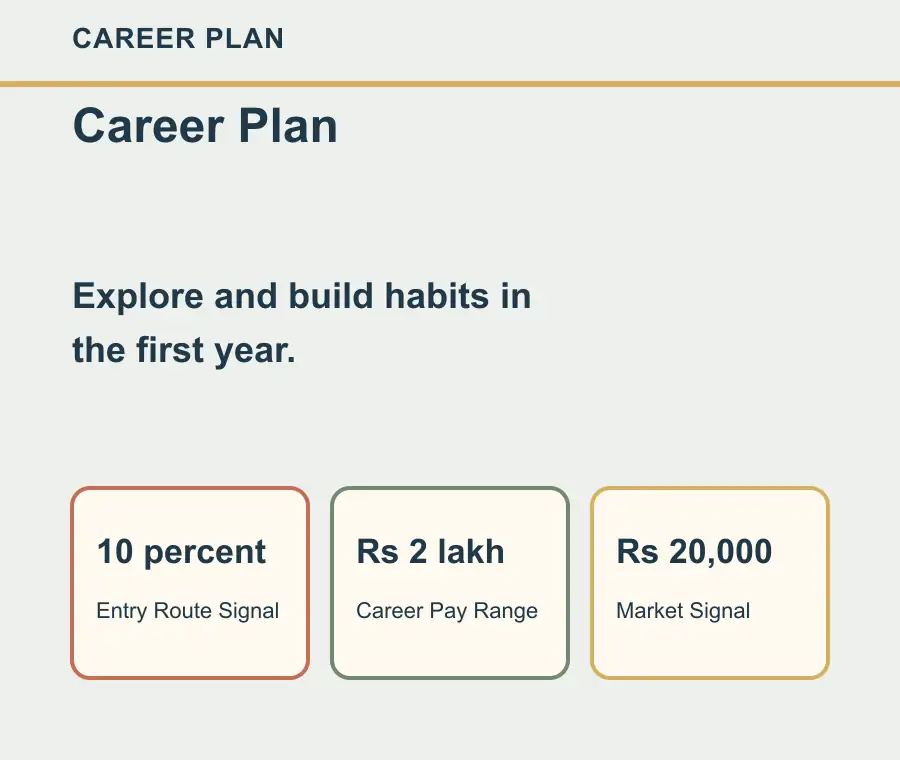 CAREER PLAN
Career Plan
Explore and build habits in
the first year.
10 percent
Entry Route Signal
Rs 2 lakh
Career Pay Range
Rs 20,000
Market Signal